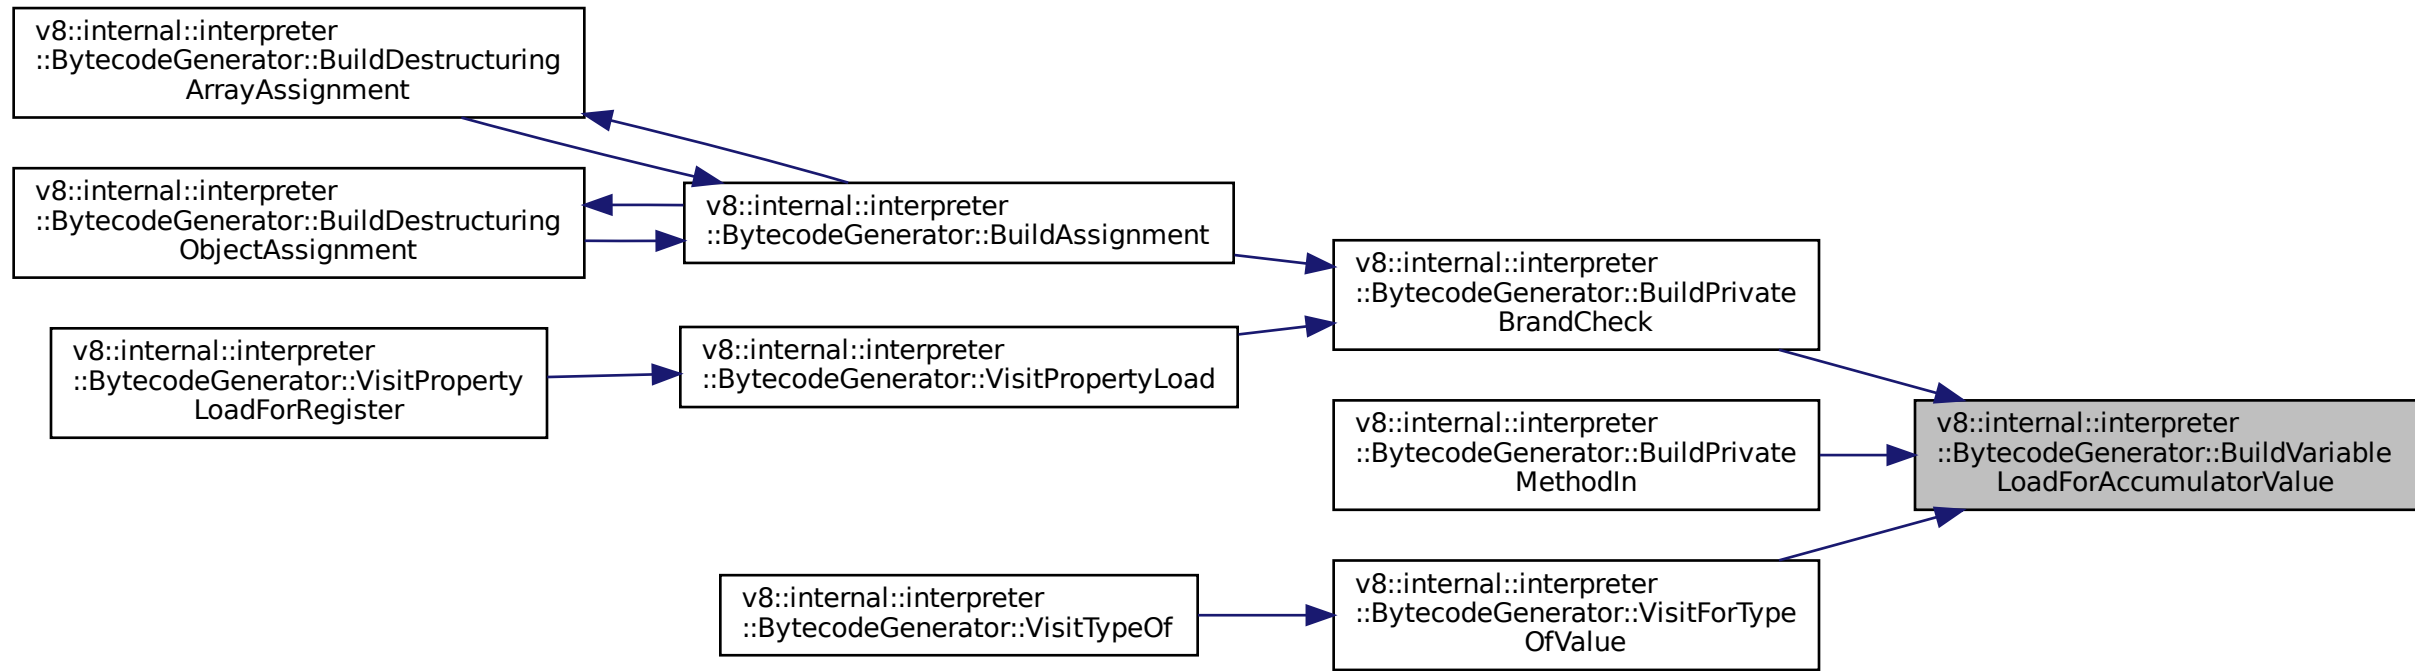 v8::internal::interpreter
::BytecodeGenerator::BuildDestructuring
ArrayAssignment
v8::internal::interpreter
::BytecodeGenerator::BuildDestructuring
ObjectAssignment
v8::internal::interpreter
::BytecodeGenerator::BuildAssignment
v8::internal::interpreter
::BytecodeGenerator::BuildPrivate
BrandCheck
v8::internal::interpreter
::BytecodeGenerator::VisitProperty
LoadForRegister
v8::internal::interpreter
::BytecodeGenerator::VisitPropertyLoad
v8::internal::interpreter
::BytecodeGenerator::BuildPrivate
MethodIn
v8::internal::interpreter
::BytecodeGenerator::BuildVariable
LoadForAccumulatorValue
v8::internal::interpreter
::BytecodeGenerator::VisitTypeOf
v8::internal::interpreter
::BytecodeGenerator::VisitForType
OfValue